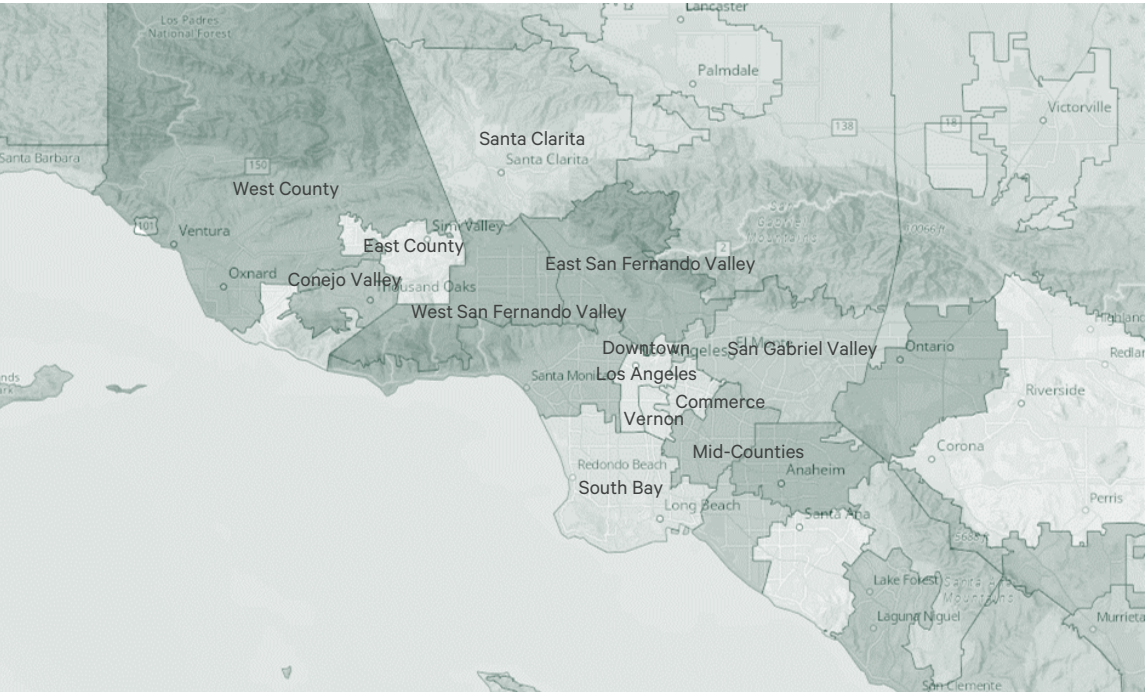 Lancaster
Los Padres
National Forest
Palmdale
Victorville
138
18
Santa Clarita
Santa Clarita
Santa Barbara
150
West County
101
Ventura
Simi Valley
East County
2
East San Fernando Valley
Oxnard
Conejo Valley
Thousand Oaks
West San Fernando Valley
Downtown
Los Angeles
San Gabriel Valley
Ontario
Santa Monica
Commerce
Vernon
Riverside
Mid-Counties
Corona
Redondo Beach
Anaheim
South Bay
Long Beach
Santa Ana
Perris
Lake Forest
Laguna Niguel
Murrieta
San Clemente